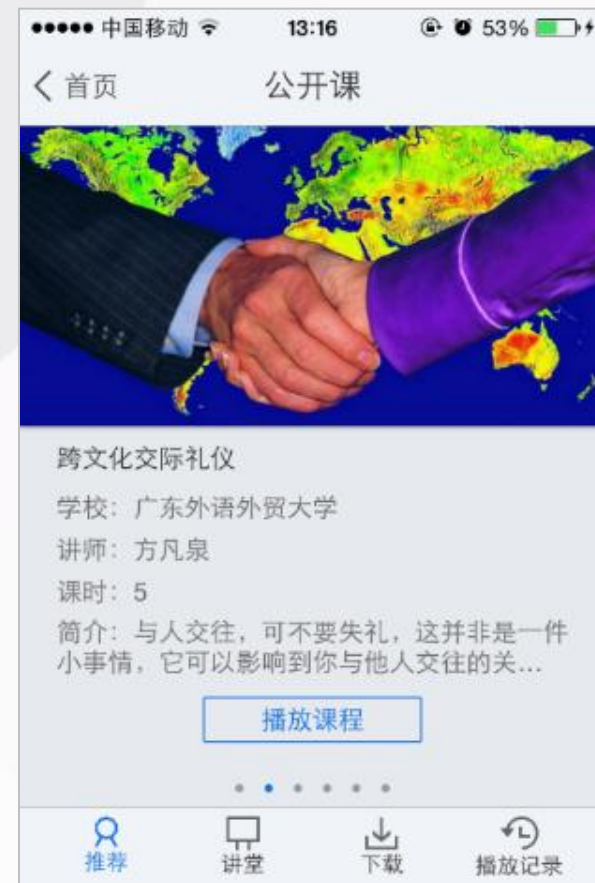 中国移动 13:16 53%
首页 公开课
跨文化交际礼仪
学校：广东外语外贸大学
讲师：方凡泉
课时：5
简介：与人交往，可不要失礼，这并非是一件
小事情，它可以影响到你与他人交往的关...
播放课程
推荐 讲堂 下载 播放记录